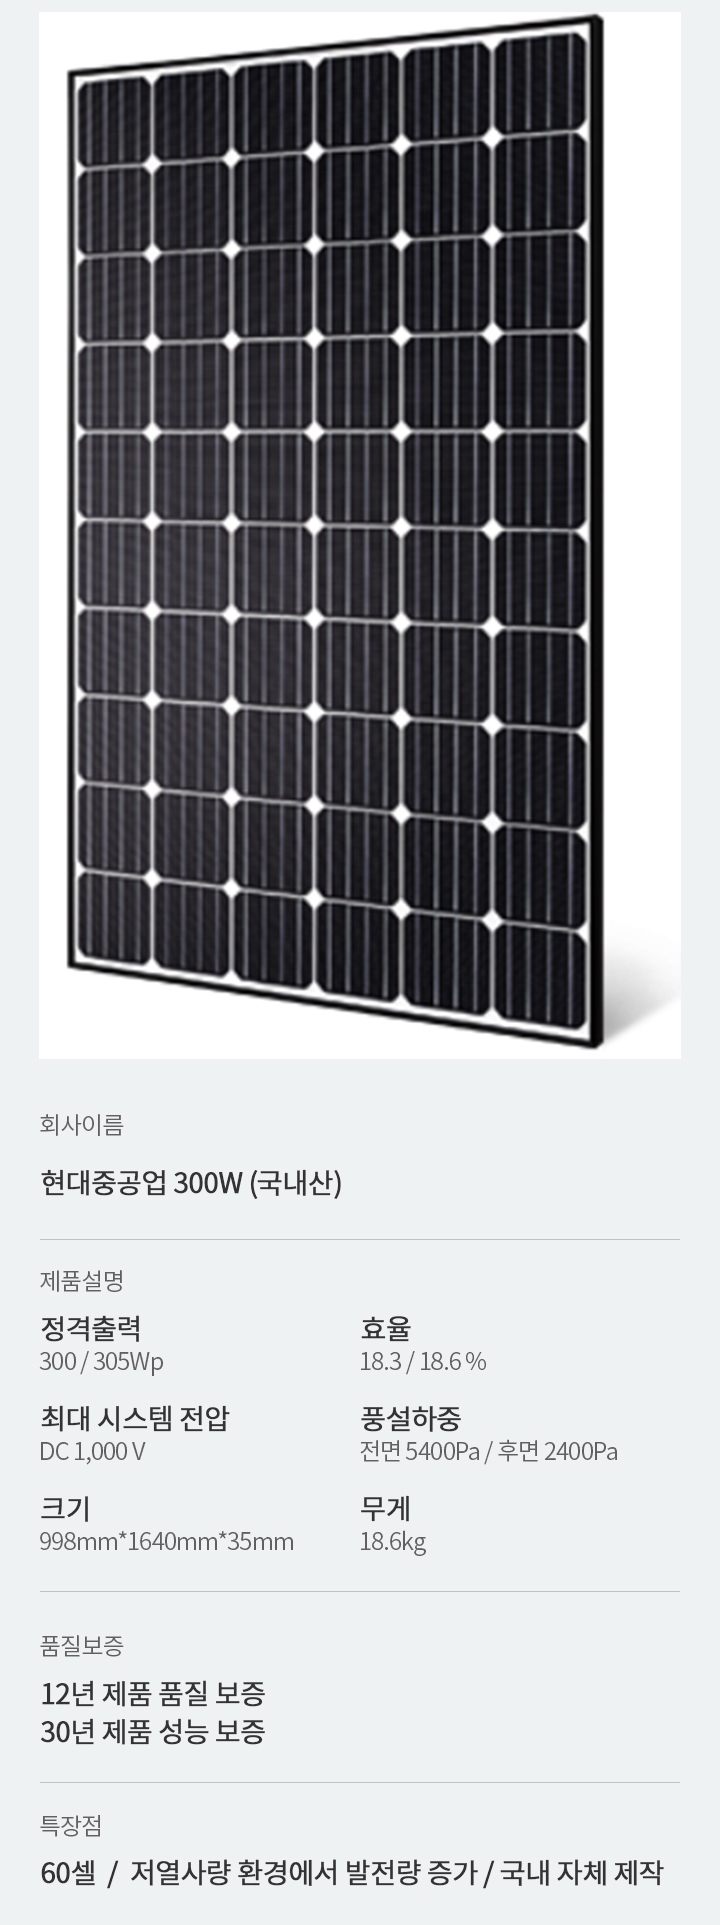 회사이름
현대중공업 300W (국내산)
제품설명
정격출력
300 / 305Wp
효율
18.3 / 18.6 %
최대 시스템 전압
DC 1,000 V
풍설하중
전면 5400Pa / 후면 2400Pa
크기
998mm*1640mm*35mm
무게
18.6kg
품질보증
12년 제품 품질 보증
30년 제품 성능 보증
특장점
60셀 / 저열사량 환경에서 발전량 증가 / 국내 자체 제작